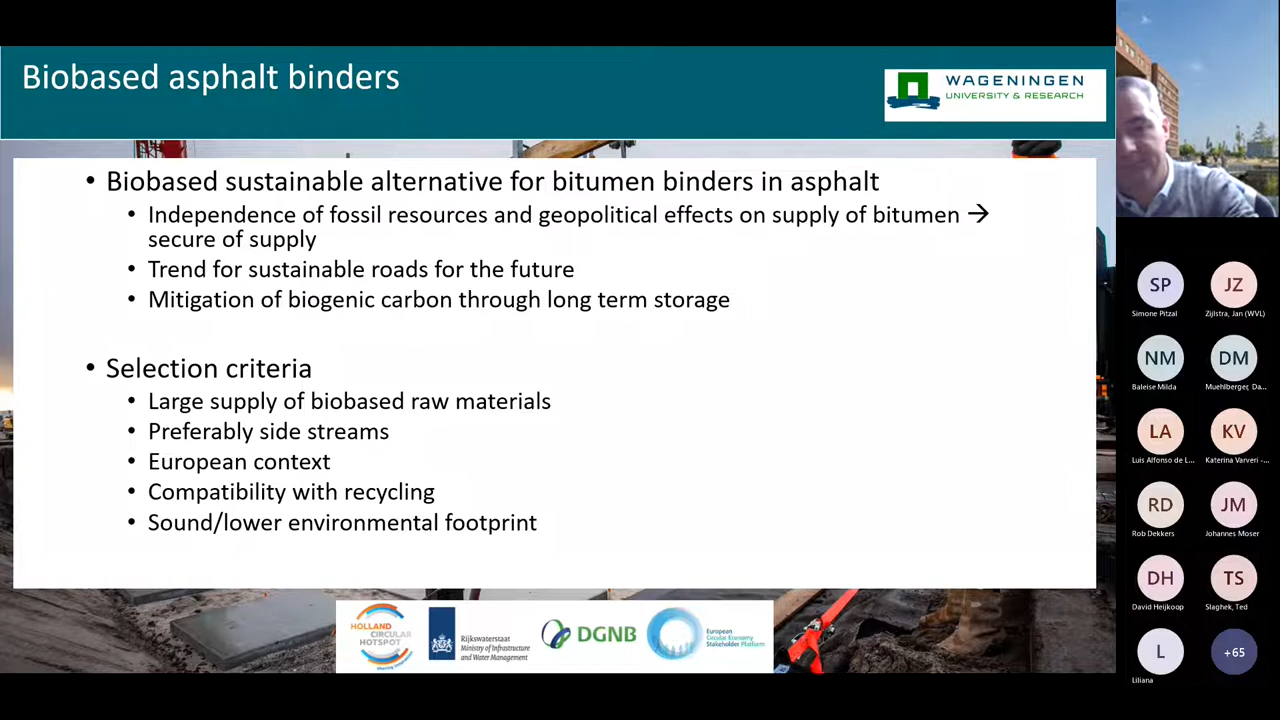 Biobased asphalt binders
WAGENINGEN
UNIVERSITY & RESEARCH
• Biobased sustainable alternative for bitumen binders in asphalt
• Independence of fossil resources and geopolitical effects on supply of bitumen →
secure of supply
• Trend for sustainable roads for the future
• Mitigation of biogenic carbon through long term storage
• Selection criteria
• Large supply of biobased raw materials
• Preferably side streams
• European context
• Compatibility with recycling
• Sound/lower environmental footprint
HOLLAND
CIRCULAR
HOTSPOT
Rijkswaterstaat
Ministry of Infrastructure
and Water Management
DGNB
European
Circular Economy
Stakeholder Platform
SP
JZ
Simone Pitzal
Zijlstra, Jan (WVL)
NM
DM
Baleise Milda
Muehlberger, Da...
LA
KV
Luis Alfonso de L...
Katerina Varveri -...
RD
JM
Rob Dekkers
Johannes Moser
DH
TS
David Heijkoop
Slaghek, Ted
L
+65
Liliana